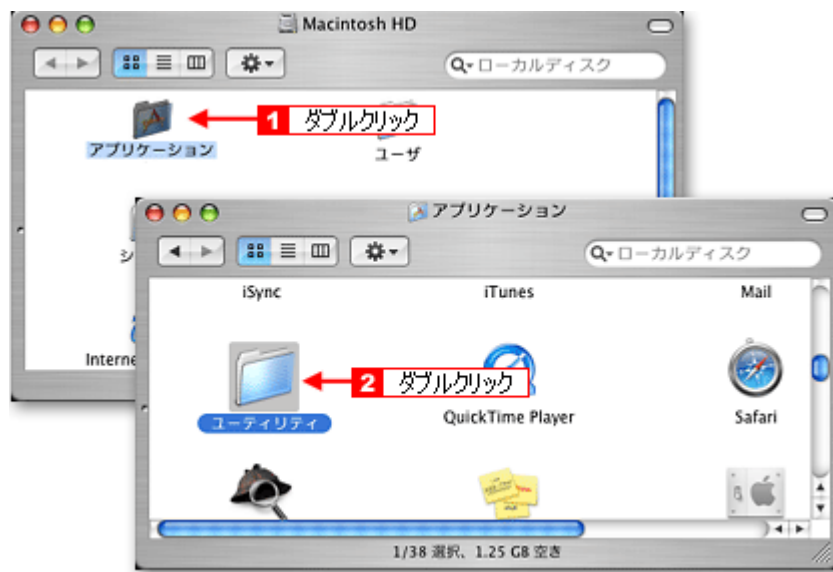 Macintosh HD
ローカルディスク
1 ダブルクリック
アプリケーション
ユーザ
アプリケーション
ローカルディスク
シ
iSync
iTunes
Mail
Interne
2 ダブルクリック
ユーティリティ
QuickTime Player
Safari
1/38 選択、1.25 GB 空き